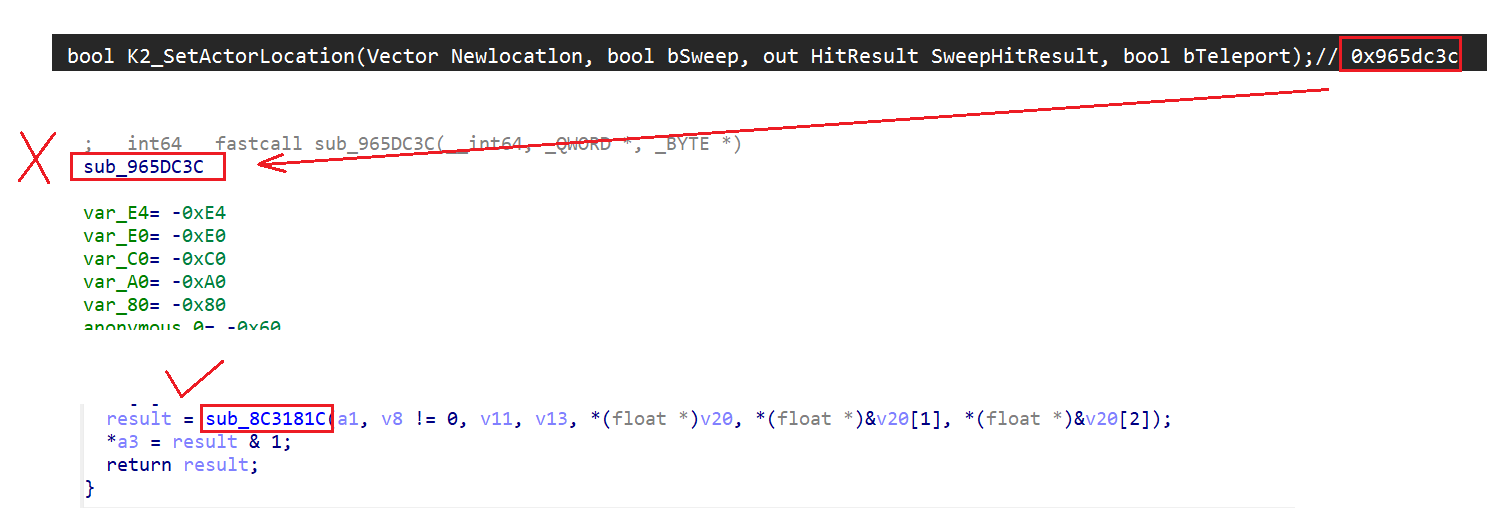 bool K2_SetActorLocation(Vector Newlocatlon, bool bSweep, out HitResult SweepHitResult, bool bTeleport);// 0x965dc3c
; __int64 __fastcall sub_965DC3C(__int64, _QWORD *, _BYTE *)
sub_965DC3C
var_E4= -0xE4
var_E0= -0xE0
var_C0= -0xC0
var_A0= -0xA0
var_80= -0x80
anonymous_0= -0x60
result = sub_8C3181C(a1, v8 != 0, v11, v13, *(float *)v20, *(float *)&v20[1], *(float *)&v20[2]);
*a3 = result & 1;
return result;
}